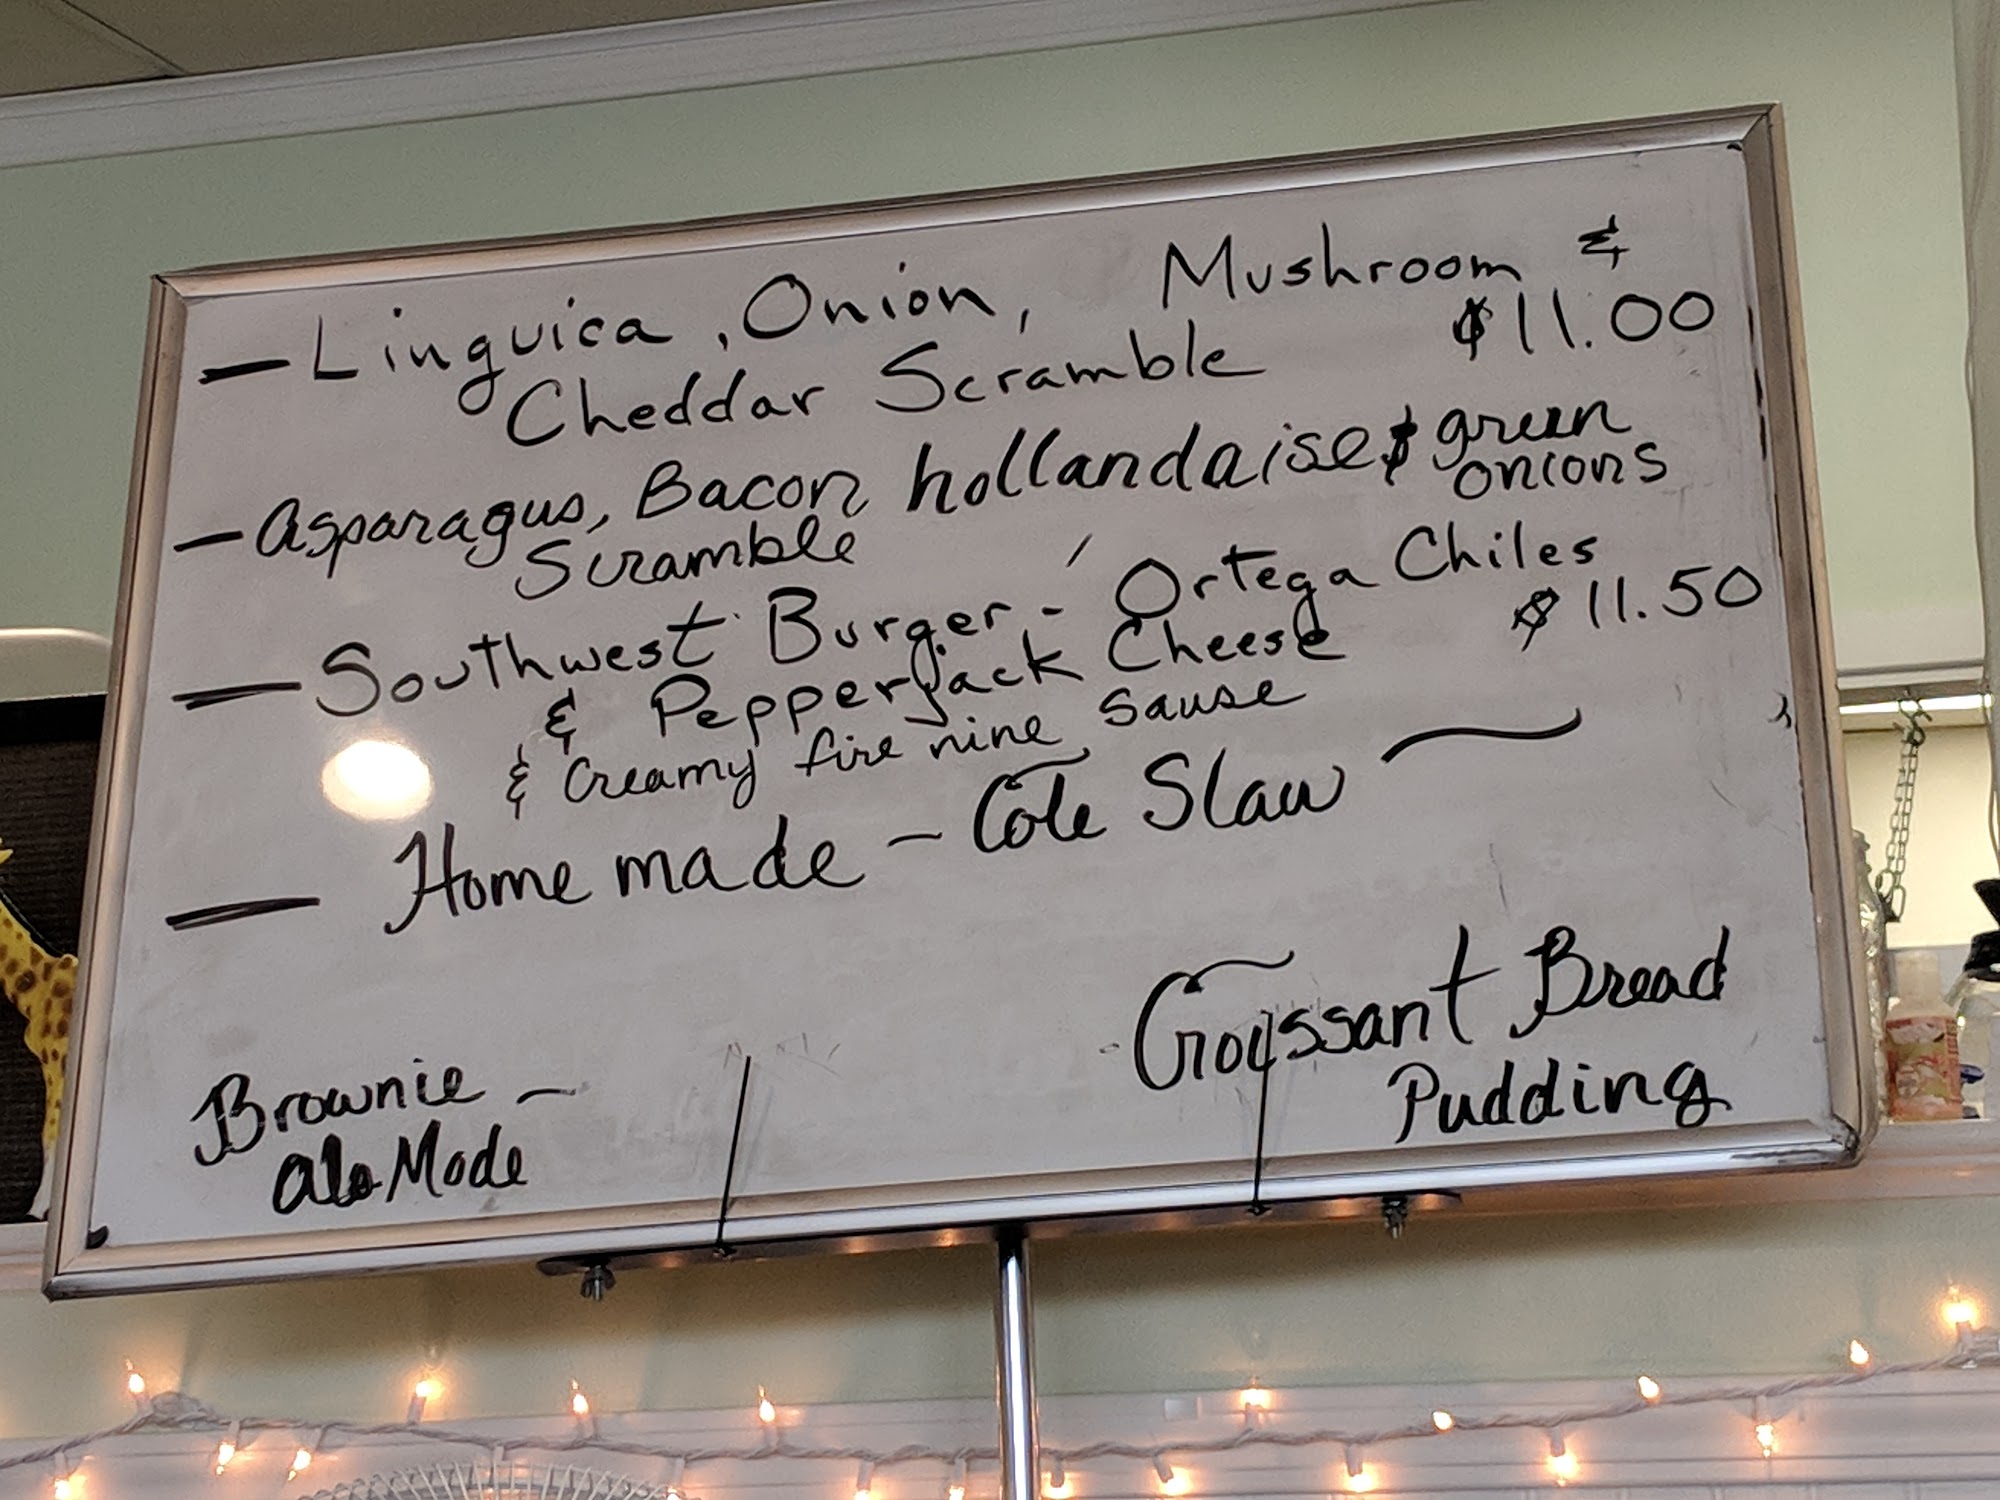 — Linguica, Onion, Mushroom &
Cheddar Scramble $11.00
— Asparagus, Bacon, hollandaise & green
Scramble onions
— Southwest Burger - Ortega Chiles
& Pepperjack Cheese $11.50
& Creamy fire nine sause
— Home made - Cole Slaw
Croissant Bread
Pudding
Brownie -
ala Mode